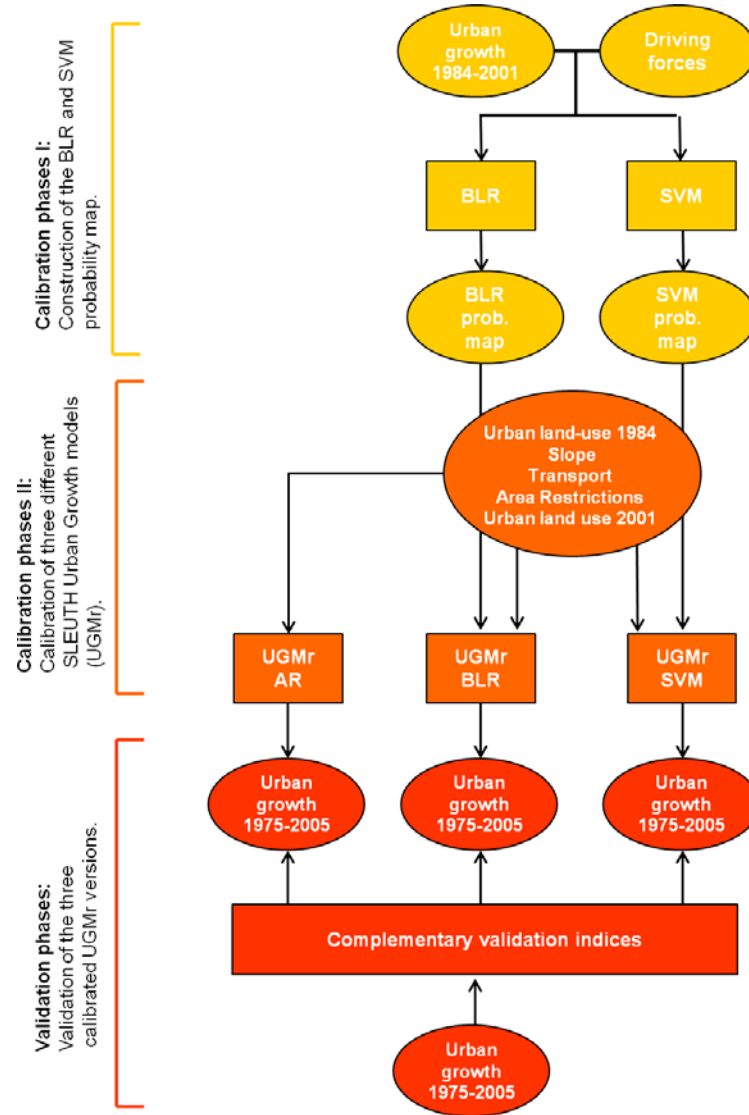 Calibration phases I:
Construction of the BLR and SVM
probability map.
Urban
growth
1984-2001
Driving
forces
BLR
SVM
BLR
prob.
map
SVM
prob.
map
Calibration phases II:
Calibration of three different
SLEUTH Urban Growth models
(UGMr).
Urban land-use 1984
Slope
Transport
Area Restrictions
Urban land use 2001
UGMr
AR
UGMr
BLR
UGMr
SVM
Validation phases:
Validation of the three
calibrated UGMr versions.
Urban
growth
1975-2005
Urban
growth
1975-2005
Urban
growth
1975-2005
Complementary validation indices
Urban
growth
1975-2005